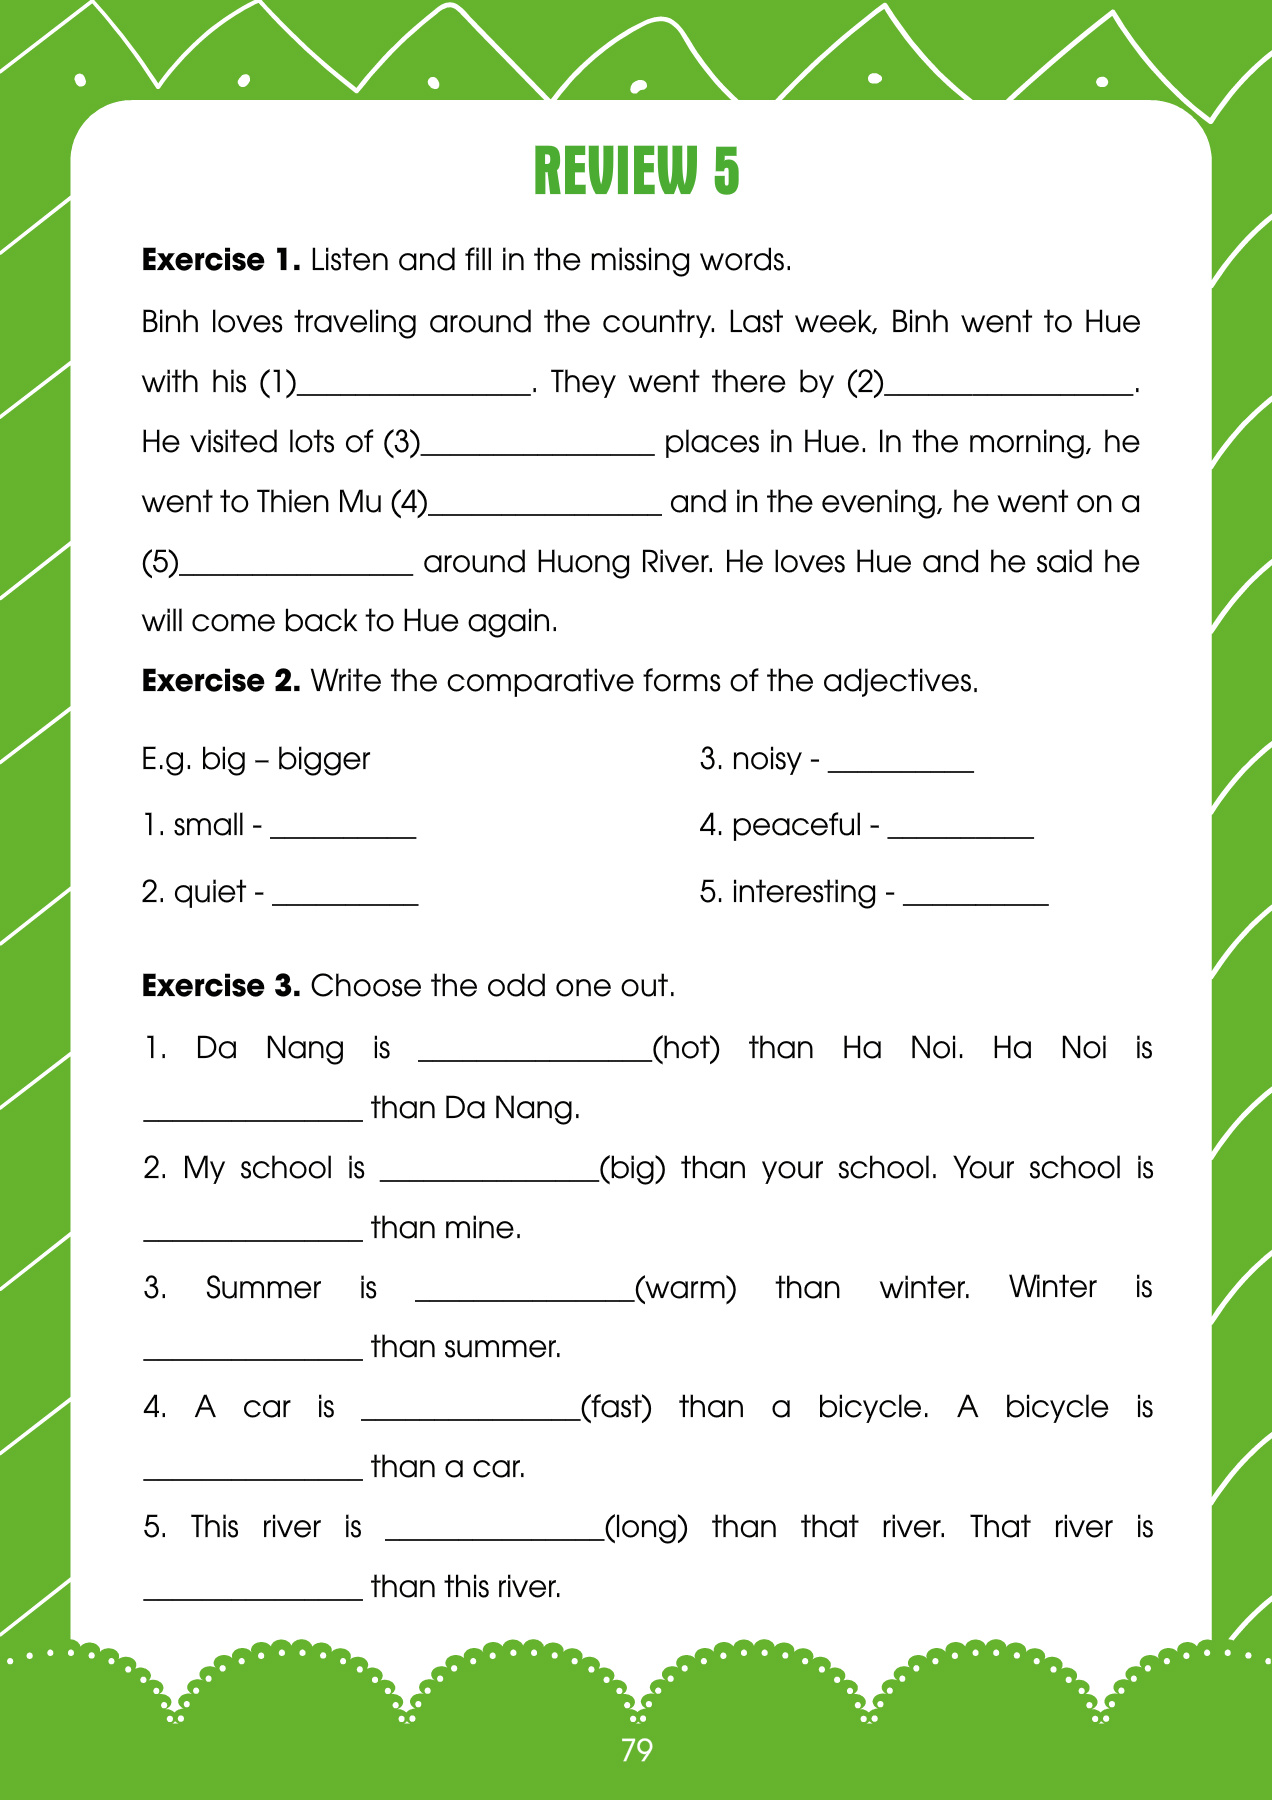 REVIEW 5
Exercise 1. Listen and fill in the missing words.
Binh loves traveling around the country. Last week, Binh went to Hue
with his (1)________________. They went there by (2)_________________.
He visited lots of (3)________________ places in Hue. In the morning, he
went to Thien Mu (4)________________ and in the evening, he went on a
(5)________________ around Huong River. He loves Hue and he said he
will come back to Hue again.
Exercise 2. Write the comparative forms of the adjectives.
E.g. big – bigger
1. small - __________
2. quiet - __________
3. noisy - __________
4. peaceful - __________
5. interesting - __________
Exercise 3. Choose the odd one out.
1. Da Nang is ________________(hot) than Ha Noi. Ha Noi is
_______________ than Da Nang.
2. My school is _______________(big) than your school. Your school is
_______________ than mine.
3. Summer is _______________(warm) than winter. Winter is
_______________ than summer.
4. A car is _______________(fast) than a bicycle. A bicycle is
_______________ than a car.
5. This river is _______________(long) than that river. That river is
_______________ than this river.
79